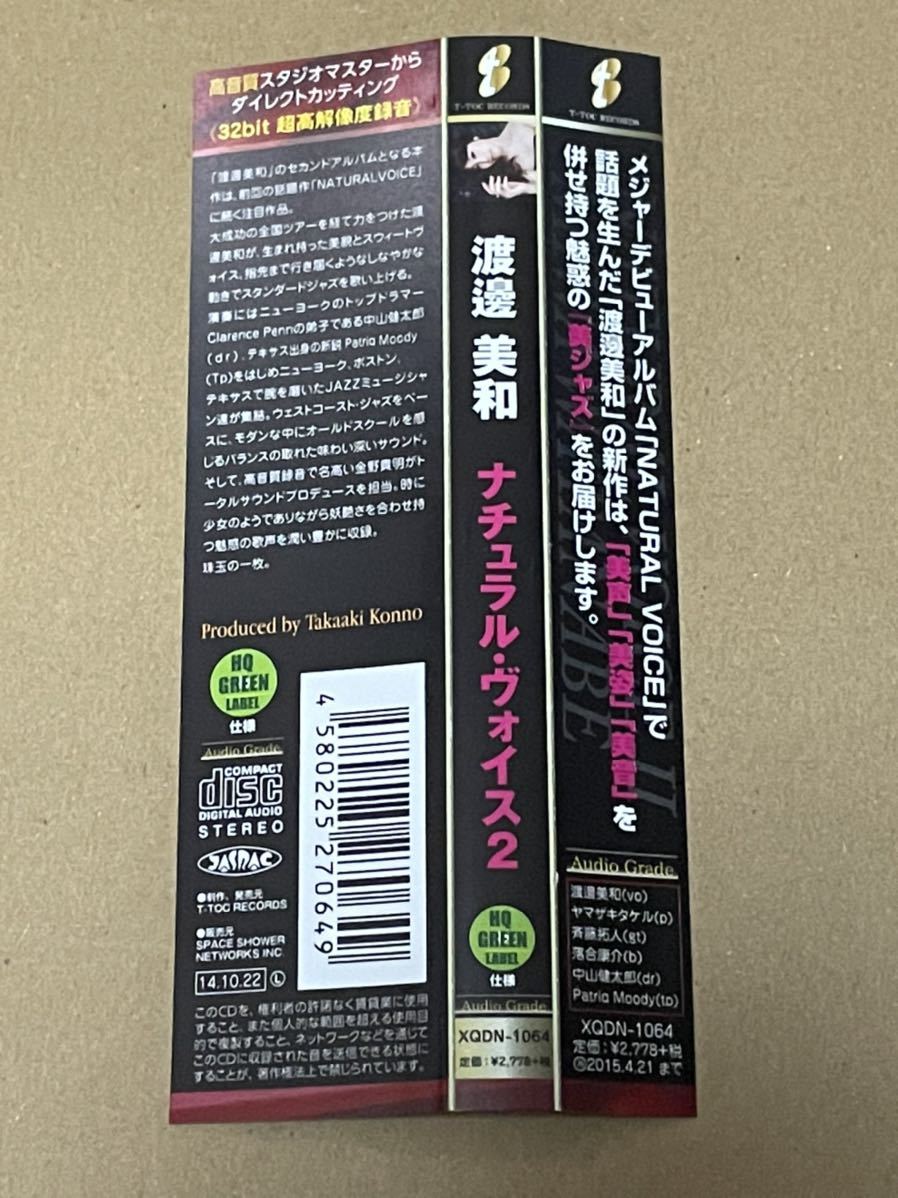 高音質スタジオマスターから
ダイレクトカッティング
(32bit 超高解像度録音)
「渡邊美和」のセカンドアルバムとなる本
作は、前回の話題作「NATURALVOICE」
に続く注目作品。
大成功の全国ツアーを経て力をつけた渡
邊美和が、生まれ持った美貌とスウィートヴ
ォイス、指先まで行き届くようなしなやかな
動きでスタンダードジャズを歌い上げる。
演奏にはニューヨークのトップドラマー
Clarence Pennの弟子である中山健太郎
(dr)、テキサス出身の新鋭 Patriq Moody
(Tp)をはじめニューヨーク、ボストン、
テキサスで腕を磨いたJAZZミュージシャ
ン達が集結。ウェストコースト・ジャズをベー
スに、モダンな中にオールドスクールを感
じるバランスの取れた味わい深いサウンド。
そして、高音質録音で名高い金野貴明がト
ータルサウンドプロデュースを担当。時に
少女のようでありながら妖艶さを合わせ持
つ魅惑の歌声を潤い豊かに収録。
珠玉の一枚。
Produced by Takaaki Konno
HQ
GREEN
LABEL
仕様
Audio Grade
COMPACT
disc
DIGITAL AUDIO
STEREO
JASRAC
●制作、発売元
T-TOC RECORDS
●販売元
SPACE SHOWER
NETWORKS INC.
14.10.22 Ⓛ
4 580225 270649
このCDを、権利者の許諾なく賃貸業に使用
すること、また個人的な範囲を超える使用目
的で複製すること、ネットワークなどを通じて
このCDに収録された音を送信できる状態に
することが、著作権法上で禁じられています。
T-TOC RECORDS
渡邊 美和
ナチュラル・ヴォイス2
HQ
GREEN
LABEL
仕様
Audio Grade
XQDN-1064
定価:¥2,778+税
T-TOC RECORDS
メジャーデビューアルバム「NATURAL VOICE」で
話題を生んだ「渡邊美和」の新作は、「美声」「美姿」「美音」を
併せ持つ魅惑の「美ジャズ」をお届けします。
II
Audio Grade
渡邊美和(vo)
ヤマザキタケル(p)
斉藤拓人(gt)
落合康介(b)
中山健太郎(dr)
Patriq Moody(tp)
XQDN-1064
定価:¥2,778+税
再2015.4.21まで